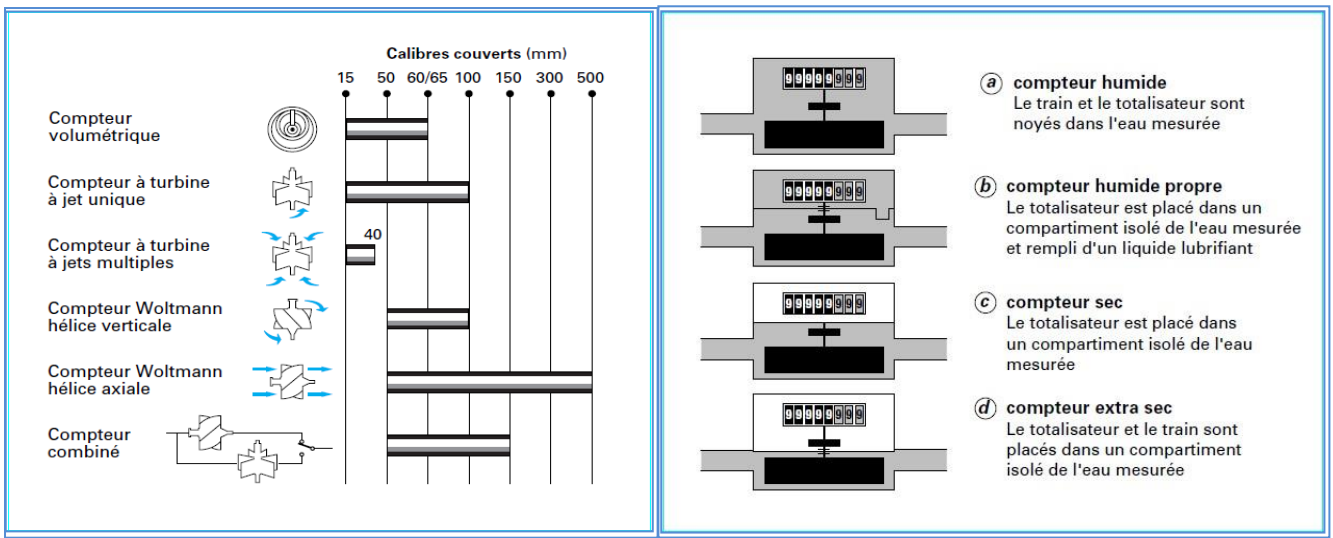 Calibres couverts (mm)
15 50 60/65 100 150 300 500
Compteur
volumétrique
Compteur à turbine
à jet unique
Compteur à turbine
à jets multiples
40
Compteur Woltmann
hélice verticale
Compteur Woltmann
hélice axiale
Compteur
combiné
99999999
a compteur humide
Le train et le totalisateur sont
noyés dans l'eau mesurée
99999999
b compteur humide propre
Le totalisateur est placé dans un
compartiment isolé de l'eau mesurée
et rempli d'un liquide lubrifiant
99999999
c compteur sec
Le totalisateur est placé dans
un compartiment isolé de l'eau
mesurée
99999999
d compteur extra sec
Le totalisateur et le train sont
placés dans un compartiment
isolé de l'eau mesurée